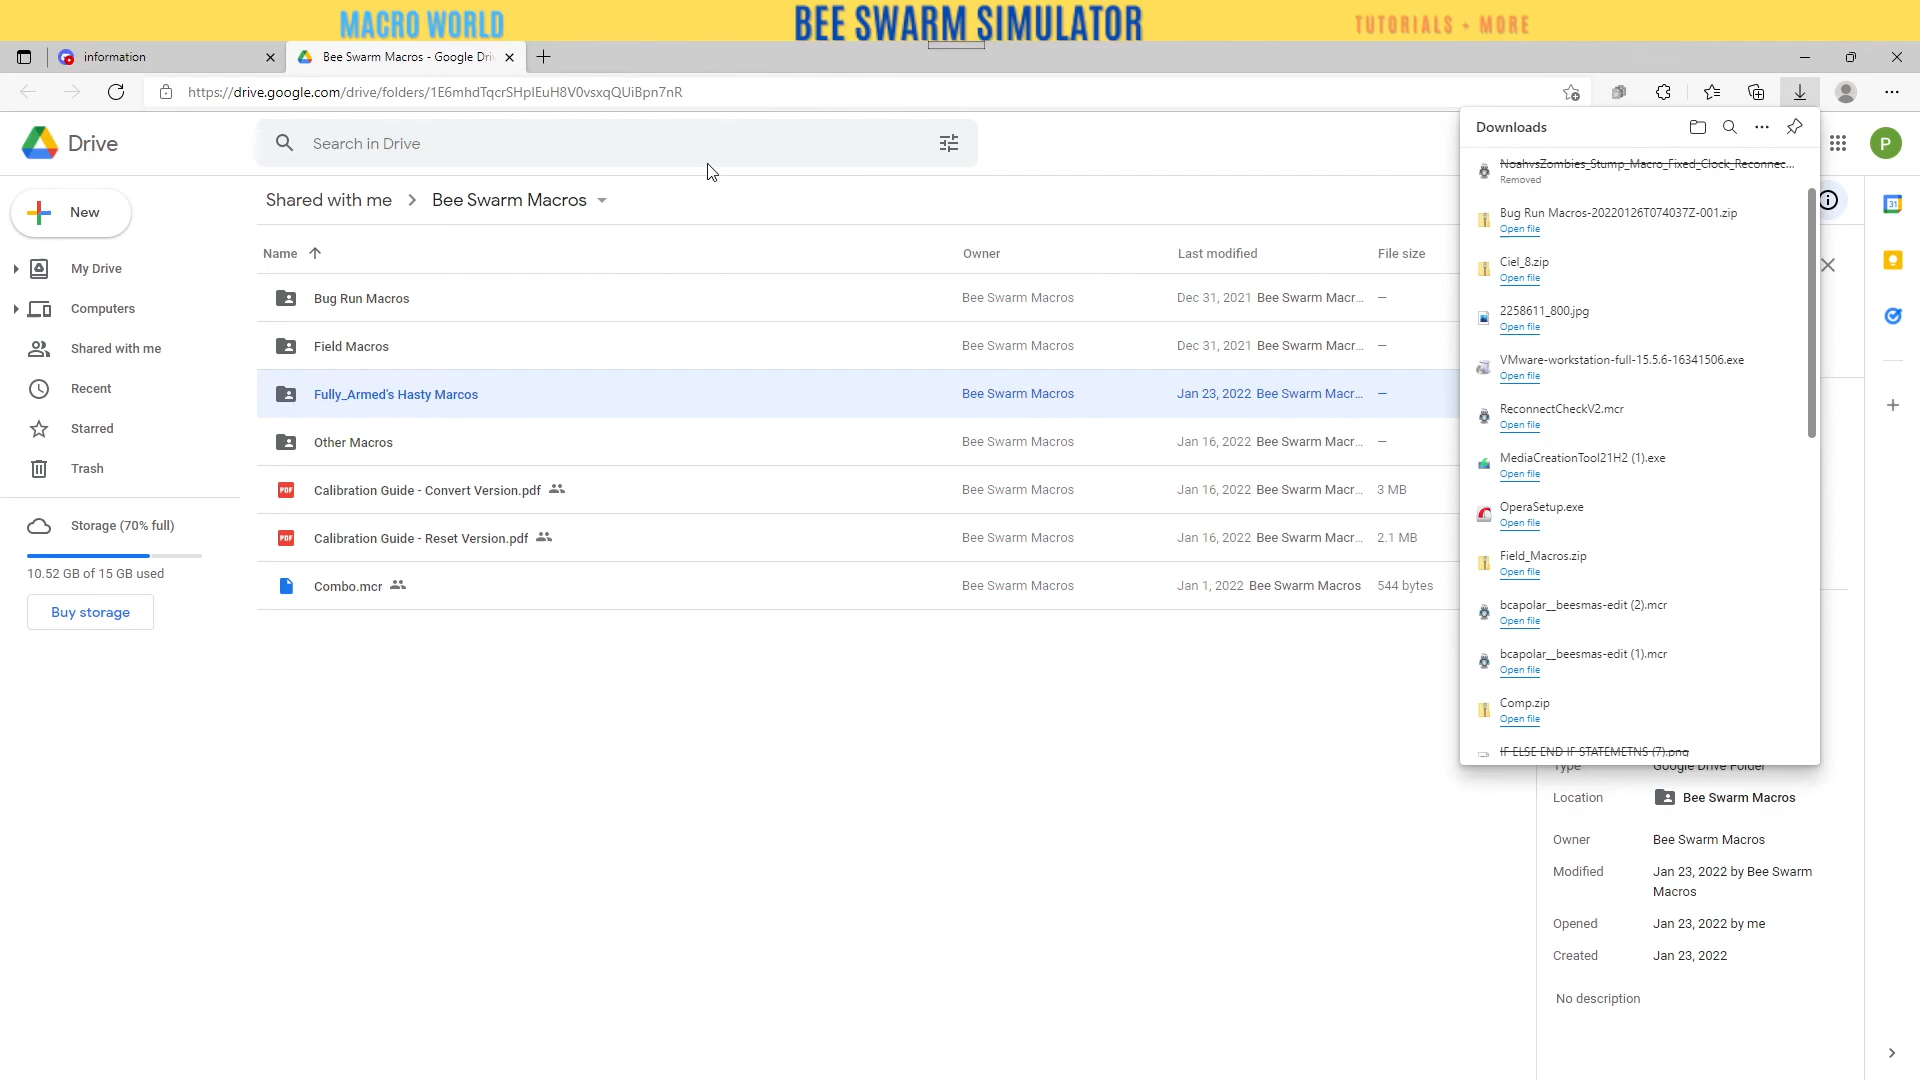 MACRO WORLD
BEE SWARM SIMULATOR
TUTORIALS + MORE
information
Bee Swarm Macros - Google Dri
https://drive.google.com/drive/folders/1E6mhdTqcrSHpIEuH8V0vsxqQUiBpn7nR
Drive
Search in Drive
P
New
My Drive
Computers
Shared with me
Recent
Starred
Trash
Storage (70% full)
10.52 GB of 15 GB used
Buy storage
Shared with me > Bee Swarm Macros
Name Owner Last modified File size
Bug Run Macros Bee Swarm Macros Dec 31, 2021 Bee Swarm Macr... —
Field Macros Bee Swarm Macros Dec 31, 2021 Bee Swarm Macr... —
Fully_Armed's Hasty Marcos Bee Swarm Macros Jan 23, 2022 Bee Swarm Macr... —
Other Macros Bee Swarm Macros Jan 16, 2022 Bee Swarm Macr... —
PDF Calibration Guide - Convert Version.pdf Bee Swarm Macros Jan 16, 2022 Bee Swarm Macr... 3 MB
PDF Calibration Guide - Reset Version.pdf Bee Swarm Macros Jan 16, 2022 Bee Swarm Macr... 2.1 MB
Combo.mcr Bee Swarm Macros Jan 1, 2022 Bee Swarm Macros 544 bytes
Downloads
NoahvsZombies_Stump_Macro_Fixed_Clock_Reconnec...
Removed
Bug Run Macros-20220126T074037Z-001.zip
Open file
Ciel_8.zip
Open file
2258611_800.jpg
Open file
VMware-workstation-full-15.5.6-16341506.exe
Open file
ReconnectCheckV2.mcr
Open file
MediaCreationTool21H2 (1).exe
Open file
OperaSetup.exe
Open file
Field_Macros.zip
Open file
bcapolar__beesmas-edit (2).mcr
Open file
bcapolar__beesmas-edit (1).mcr
Open file
Comp.zip
Open file
IF ELSE END IF STATEMETNS (7).png
Type Google Drive Folder
Location Bee Swarm Macros
Owner Bee Swarm Macros
Modified Jan 23, 2022 by Bee Swarm
Macros
Opened Jan 23, 2022 by me
Created Jan 23, 2022
No description
31